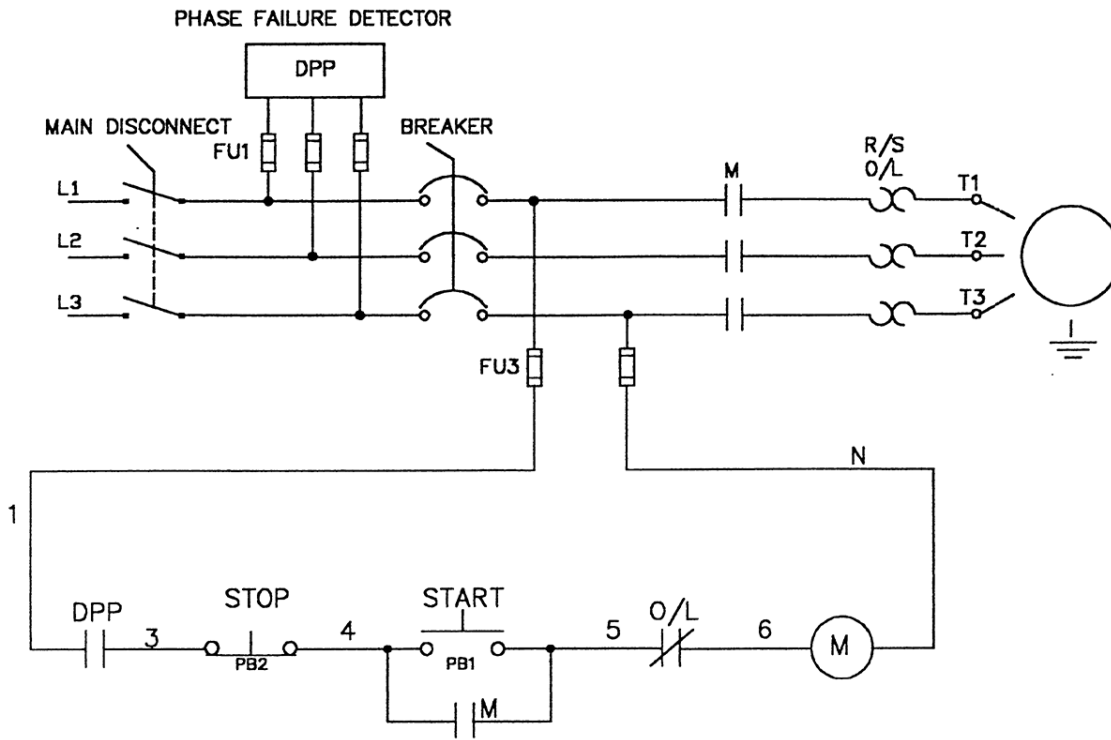 PHASE FAILURE DETECTOR
DPP
MAIN DISCONNECT
FU1
BREAKER
R/S
O/L
M
L1
T1
L2
T2
L3
T3
FU3
N
1
DPP
3
STOP
PB2
4
START
PB1
M
5
O/L
6
M